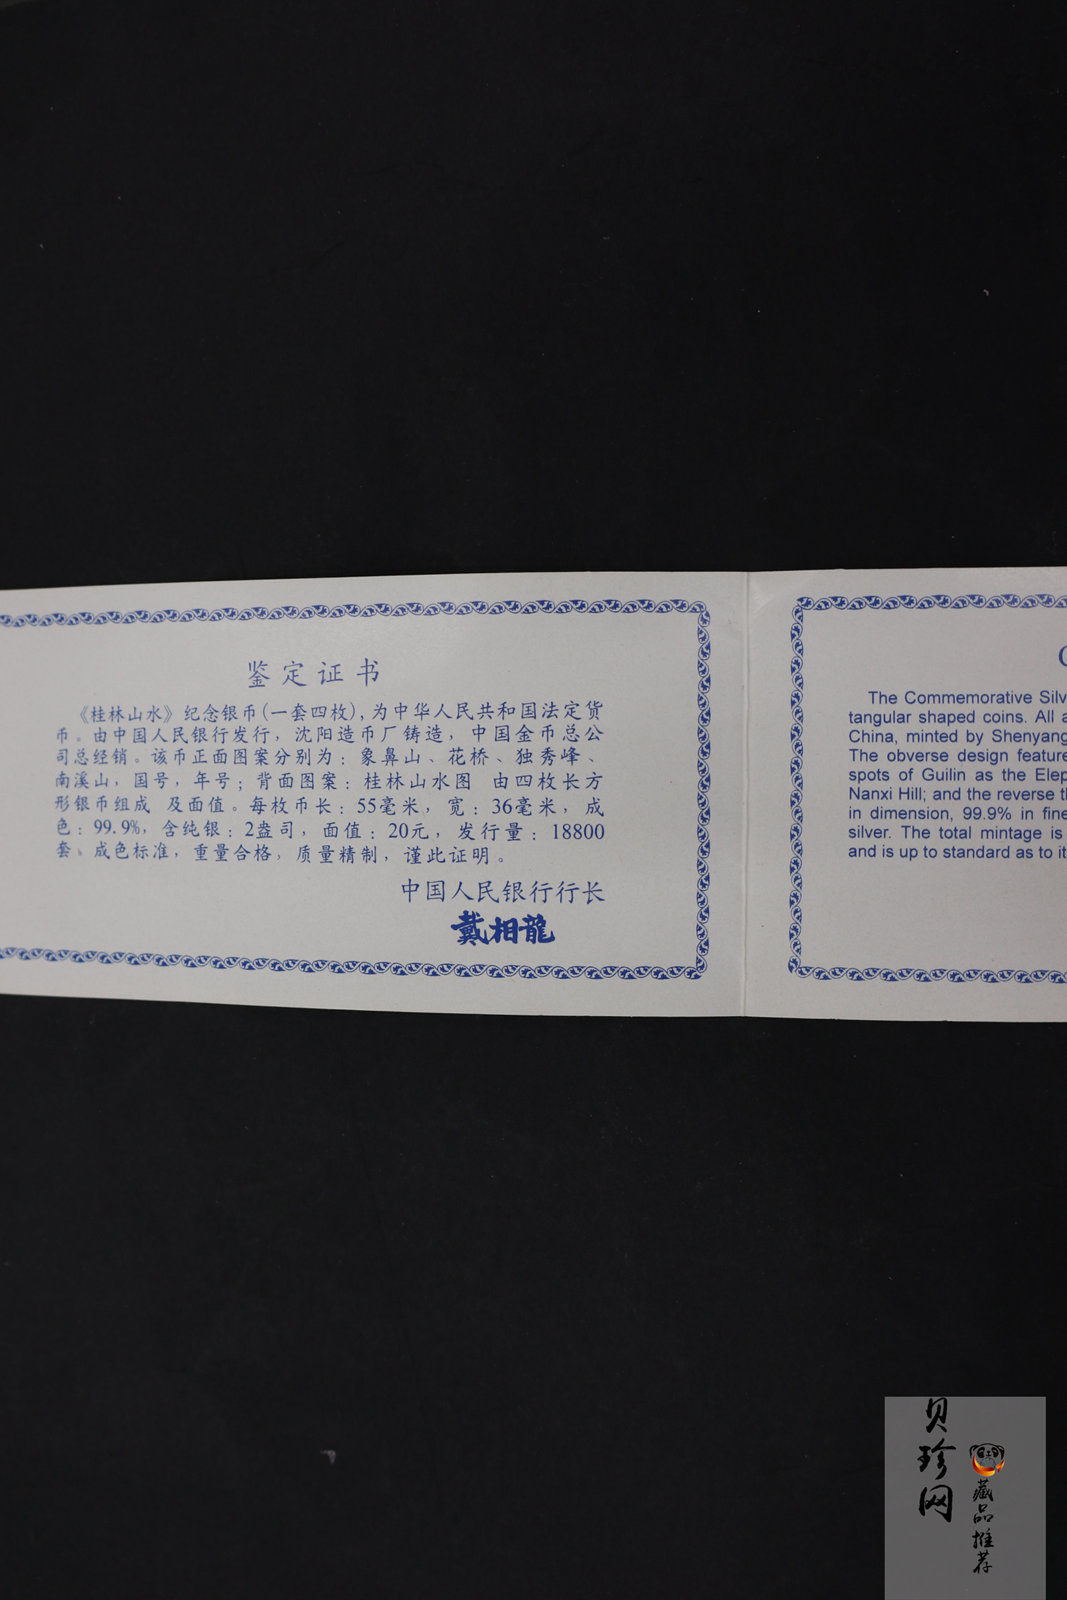 鉴定证书
《桂林山水》纪念银币(一套四枚),为中华人民共和国法定货
币。由中国人民银行发行，沈阳造币厂铸造，中国金币总公
司总经销。该币正面图案分别为：象鼻山、花桥、独秀峰、
南溪山，国号，年号；背面图案：桂林山水图 由四枚长方
形银币组成 及面值。每枚币长：55毫米，宽：36毫米，成
色：99.9%，含纯银：2盎司，面值：20元，发行量：18800
套。成色标准，重量合格，质量精制，谨此证明。
中国人民银行行长
戴相龍
The Commemorative Silv
tangular shaped coins. All a
China, minted by Shenyang
The obverse design feature
spots of Guilin as the Elep
Nanxi Hill; and the reverse th
in dimension, 99.9% in fine
silver. The total mintage is
and is up to standard as to it
贝珍网
藏品推荐